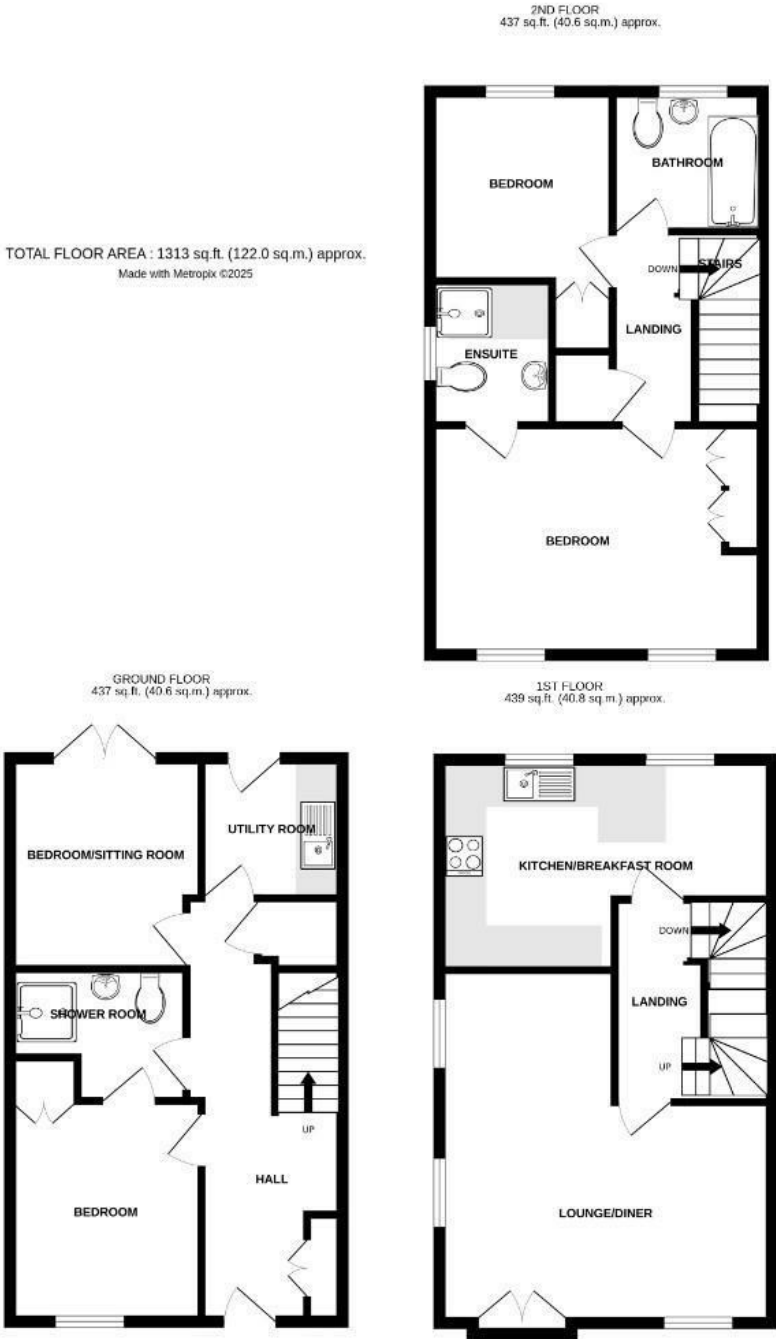 2ND FLOOR
437 sq.ft. (40.6 sq.m.) approx.
BEDROOM
BATHROOM
DOWN
STAIRS
LANDING
ENSUITE
BEDROOM
TOTAL FLOOR AREA : 1313 sq.ft. (122.0 sq.m.) approx.
Made with Metropix ©2025
GROUND FLOOR
437 sq.ft. (40.6 sq.m.) approx.
BEDROOM/SITTING ROOM
UTILITY ROOM
SHOWER ROOM
UP
HALL
BEDROOM
1ST FLOOR
439 sq.ft. (40.8 sq.m.) approx.
KITCHEN/BREAKFAST ROOM
DOWN
LANDING
UP
LOUNGE/DINER